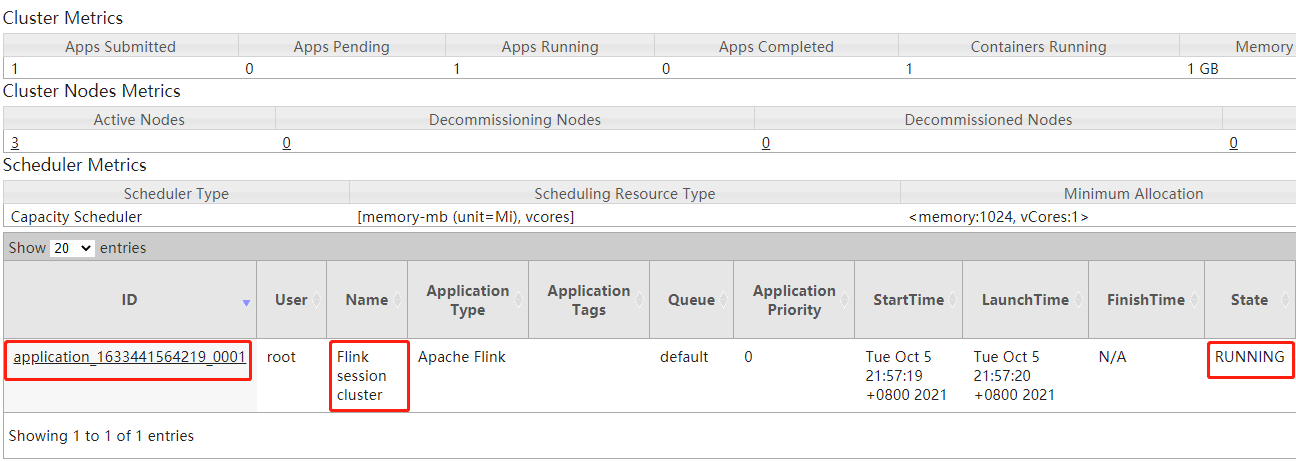 Cluster Metrics
Apps Submitted Apps Pending Apps Running Apps Completed Containers Running Memory
1 0 1 0 1 1 GB
Cluster Nodes Metrics
Active Nodes Decommissioning Nodes Decommissioned Nodes
3 0 0 0
Scheduler Metrics
Scheduler Type Scheduling Resource Type Minimum Allocation
Capacity Scheduler [memory-mb (unit=Mi), vcores] <memory:1024, vCores:1>
Show 20 entries
ID User Name Application Type Application Tags Queue Application Priority StartTime LaunchTime FinishTime State
application_1633441564219_0001 root Flink session cluster Apache Flink default 0 Tue Oct 5 21:57:19 +0800 2021 Tue Oct 5 21:57:20 +0800 2021 N/A RUNNING
Showing 1 to 1 of 1 entries